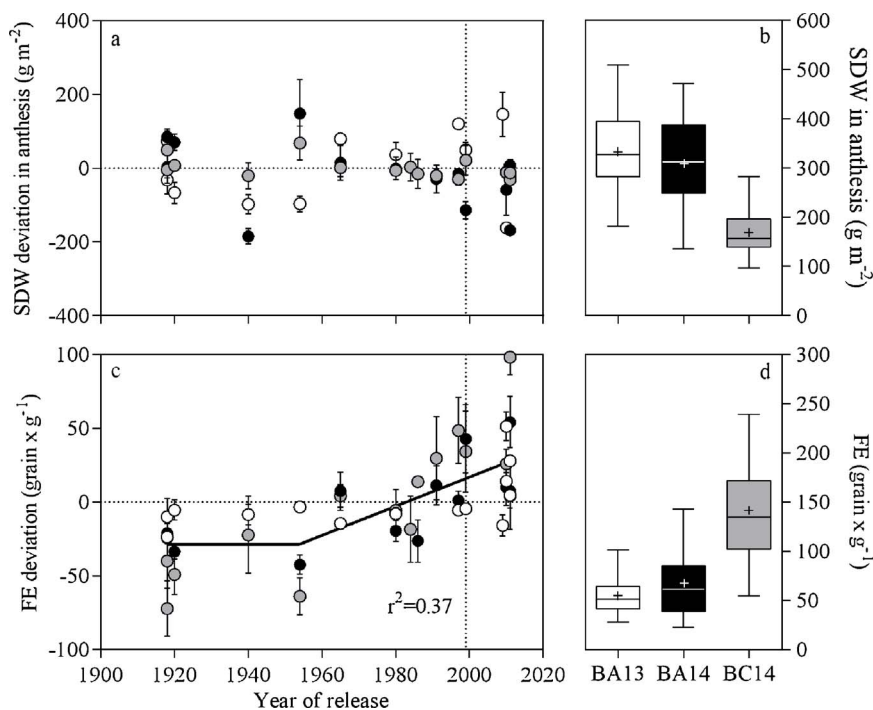 a
SDW deviation in anthesis (g m⁻²)
400
200
0
-200
-400
b
600
500
400
300
200
100
0
SDW in anthesis (g m⁻²)
c
FE deviation (grain x g⁻¹)
100
50
0
-50
-100
r²=0.37
1900
1920
1940
1960
1980
2000
2020
Year of release
d
300
250
200
150
100
50
0
FE (grain x g⁻¹)
BA13
BA14
BC14